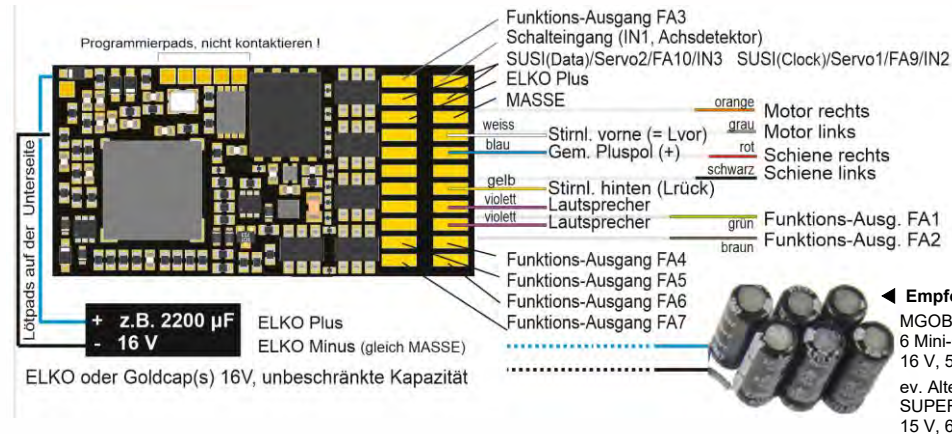 Funktions-Ausgang FA3
Programmierpads, nicht kontaktieren !
Schalteingang (IN1, Achsdetektor)
SUSI(Data)/Servo2/FA10/IN3 SUSI(Clock)/Servo1/FA9/IN2
ELKO Plus
MASSE
orange Motor rechts
grau Motor links
weiss Stirnl. vorne (= Lvor)
rot Schiene rechts
blau Gem. Pluspol (+)
schwarz Schiene links
gelb Stirnl. hinten (Lrück)
violett Lautsprecher
violett Lautsprecher
grün Funktions-Ausg. FA1
braun Funktions-Ausg. FA2
Lötpads auf der Unterseite
Funktions-Ausgang FA4
Funktions-Ausgang FA5
Funktions-Ausgang FA6
Funktions-Ausgang FA7
+ z.B. 2200 µF ELKO Plus
- 16 V ELKO Minus (gleich MASSE)
ELKO oder Goldcap(s) 16V, unbeschränkte Kapazität
◀ Empf
MGOB
6 Mini-
16 V, 5
ev. Alte
SUPER
15 V, 6